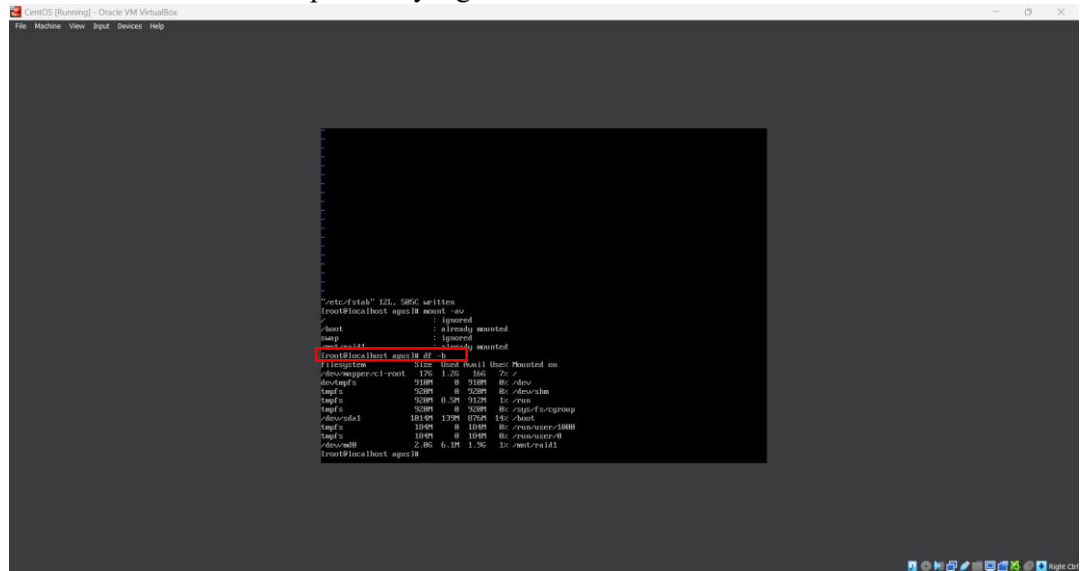 CentOS [Running] - Oracle VM VirtualBox
File Machine View Input Devices Help
"/etc/fstab" 12L, 505C written
[root@localhost agus]# mount -av
/ : ignored
/boot : already mounted
swap : ignored
/mnt/raid1 : already mounted
[root@localhost agus]# df -h
Filesystem Size Used Avail Use% Mounted on
/dev/mapper/cl-root 17G 1.2G 16G 7% /
devtmpfs 910M 0 910M 0% /dev
tmpfs 920M 0 920M 0% /dev/shm
tmpfs 920M 8.5M 912M 1% /run
tmpfs 920M 0 920M 0% /sys/fs/cgroup
/dev/sda1 1014M 139M 876M 14% /boot
tmpfs 184M 0 184M 0% /run/user/1000
tmpfs 184M 0 184M 0% /run/user/0
/dev/md0 2.0G 6.1M 1.9G 1% /mnt/raid1
[root@localhost agus]#
Right Ctrl